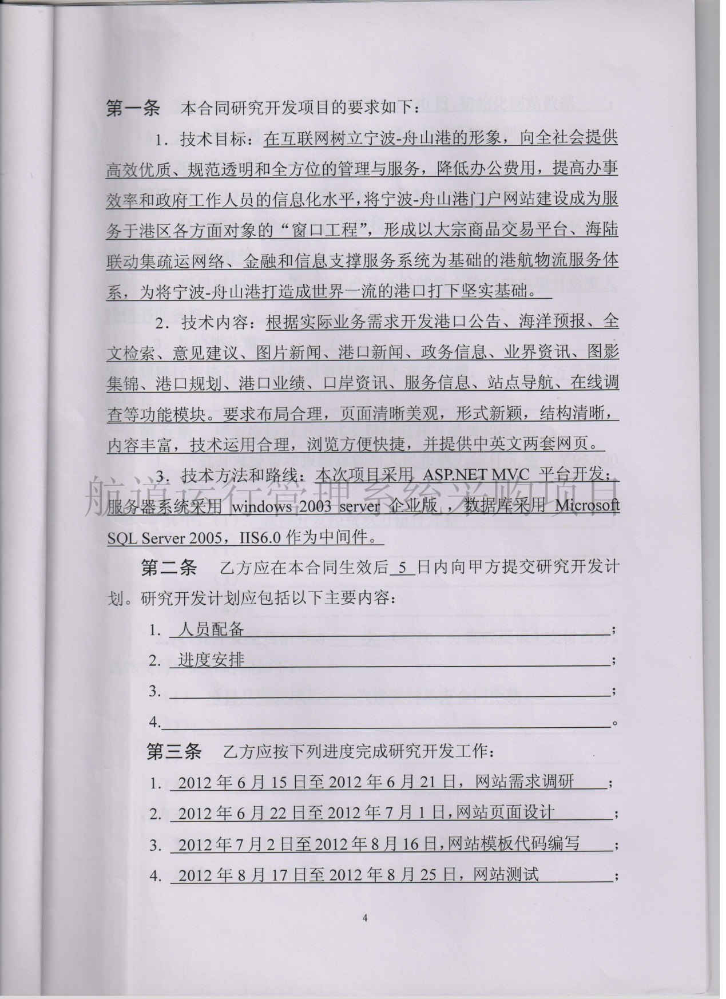 第一条 本合同研究开发项目的要求如下：
1．技术目标：在互联网树立宁波-舟山港的形象，向全社会提供
高效优质、规范透明和全方位的管理与服务，降低办公费用，提高办事
效率和政府工作人员的信息化水平，将宁波-舟山港门户网站建设成为服
务于港区各方面对象的“窗口工程”，形成以大宗商品交易平台、海陆
联动集疏运网络、金融和信息支撑服务系统为基础的港航物流服务体
系，为将宁波-舟山港打造成世界一流的港口打下坚实基础。
2．技术内容：根据实际业务需求开发港口公告、海洋预报、全
文检索、意见建议、图片新闻、港口新闻、政务信息、业界资讯、图影
集锦、港口规划、港口业绩、口岸资讯、服务信息、站点导航、在线调
查等功能模块。要求布局合理，页面清晰美观，形式新颖，结构清晰，
内容丰富，技术运用合理，浏览方便快捷，并提供中英文两套网页。
3．技术方法和路线：本次项目采用 ASP.NET MVC 平台开发；
航道运行管理系统采购项目
服务器系统采用 windows 2003 server 企业版 ，数据库采用 Microsoft
SQL Server 2005，IIS6.0 作为中间件。
第二条 乙方应在本合同生效后 5 日内向甲方提交研究开发计
划。研究开发计划应包括以下主要内容：
1. 人员配备；
2. 进度安排；
3. ；
4. 。
第三条 乙方应按下列进度完成研究开发工作：
1. 2012 年 6 月 15 日至 2012 年 6 月 21 日，网站需求调研；
2. 2012 年 6 月 22 日至 2012 年 7 月 1 日，网站页面设计；
3. 2012 年 7 月 2 日至 2012 年 8 月 16 日，网站模板代码编写；
4. 2012 年 8 月 17 日至 2012 年 8 月 25 日，网站测试；
4